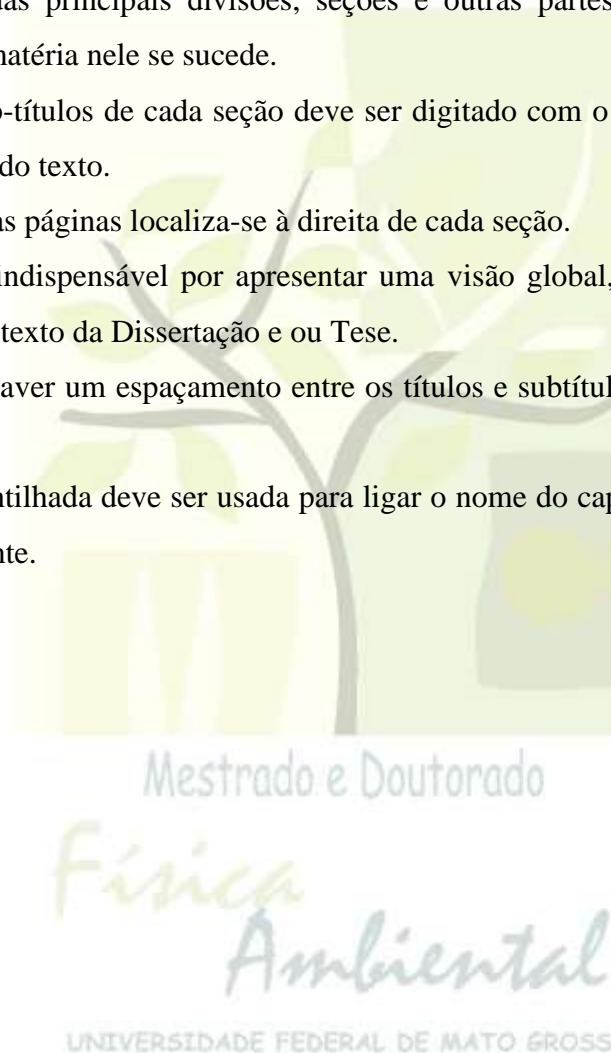 das principais divisões, seções e outras partes
matéria nele se sucede.
o-títulos de cada seção deve ser digitado com o
do texto.
as páginas localiza-se à direita de cada seção.
indispensável por apresentar uma visão global,
texto da Dissertação e ou Tese.
aver um espaçamento entre os títulos e subtítul
ntilhada deve ser usada para ligar o nome do cap
nte.
Mestrado e Doutorado
Física
Ambiental
UNIVERSIDADE FEDERAL DE MATO GROSS